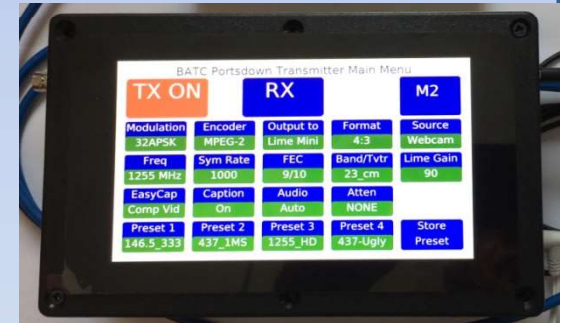 BATC Portsdown Transmitter Main Menu
TX ON RX M2
Modulation Encoder Output to Format Source
32APSK MPEG-2 Lime Mini 4:3 Webcam
Freq Sym Rate FEC Band/Tvtr Lime Gain
1255 MHz 1000 9/10 23_cm 90
EasyCap Caption Audio Atten
Comp Vid On Auto NONE
Preset 1 Preset 2 Preset 3 Preset 4 Store
146.5_333 437_1MS 1255_HD 437-Ugly Preset